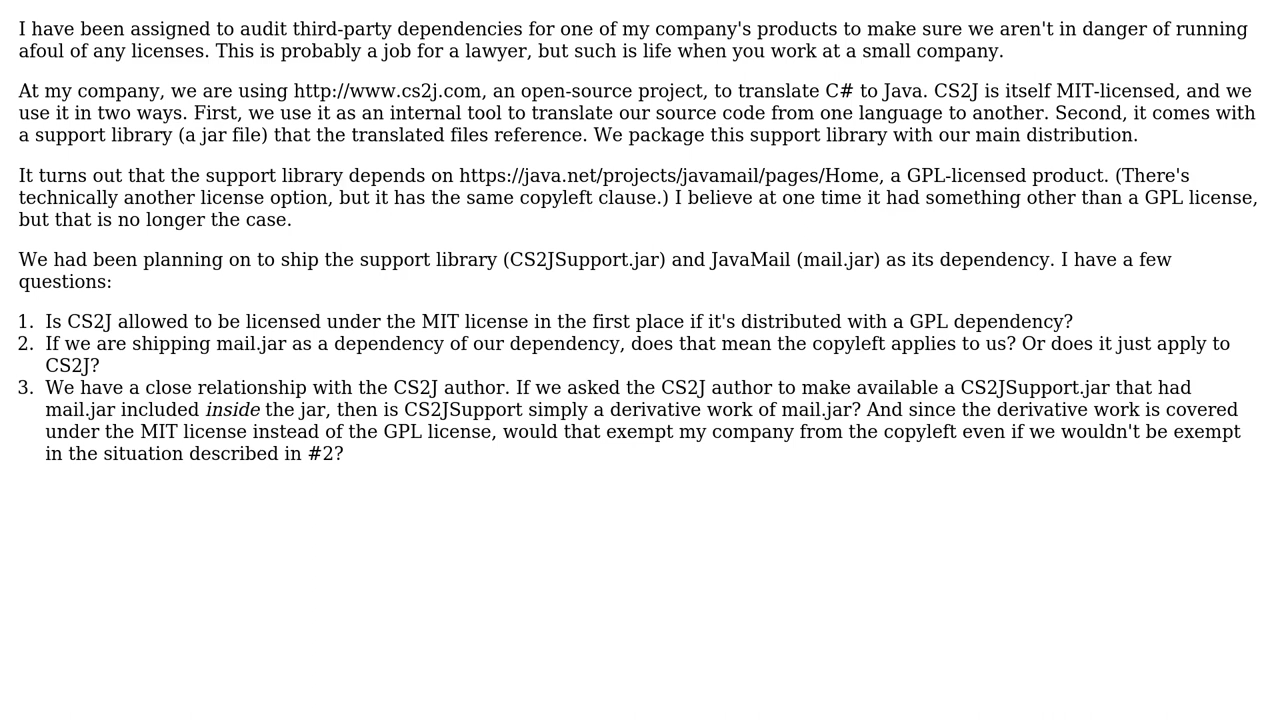 I have been assigned to audit third-party dependencies for one of my company's products to make sure we aren't in danger of running
afoul of any licenses. This is probably a job for a lawyer, but such is life when you work at a small company.
At my company, we are using http://www.cs2j.com, an open-source project, to translate C# to Java. CS2J is itself MIT-licensed, and we
use it in two ways. First, we use it as an internal tool to translate our source code from one language to another. Second, it comes with
a support library (a jar file) that the translated files reference. We package this support library with our main distribution.
It turns out that the support library depends on https://java.net/projects/javamail/pages/Home, a GPL-licensed product. (There's
technically another license option, but it has the same copyleft clause.) I believe at one time it had something other than a GPL license,
but that is no longer the case.
We had been planning on to ship the support library (CS2JSupport.jar) and JavaMail (mail.jar) as its dependency. I have a few
questions:
1. Is CS2J allowed to be licensed under the MIT license in the first place if it's distributed with a GPL dependency?
2. If we are shipping mail.jar as a dependency of our dependency, does that mean the copyleft applies to us? Or does it just apply to
CS2J?
3. We have a close relationship with the CS2J author. If we asked the CS2J author to make available a CS2JSupport.jar that had
mail.jar included inside the jar, then is CS2JSupport simply a derivative work of mail.jar? And since the derivative work is covered
under the MIT license instead of the GPL license, would that exempt my company from the copyleft even if we wouldn't be exempt
in the situation described in #2?